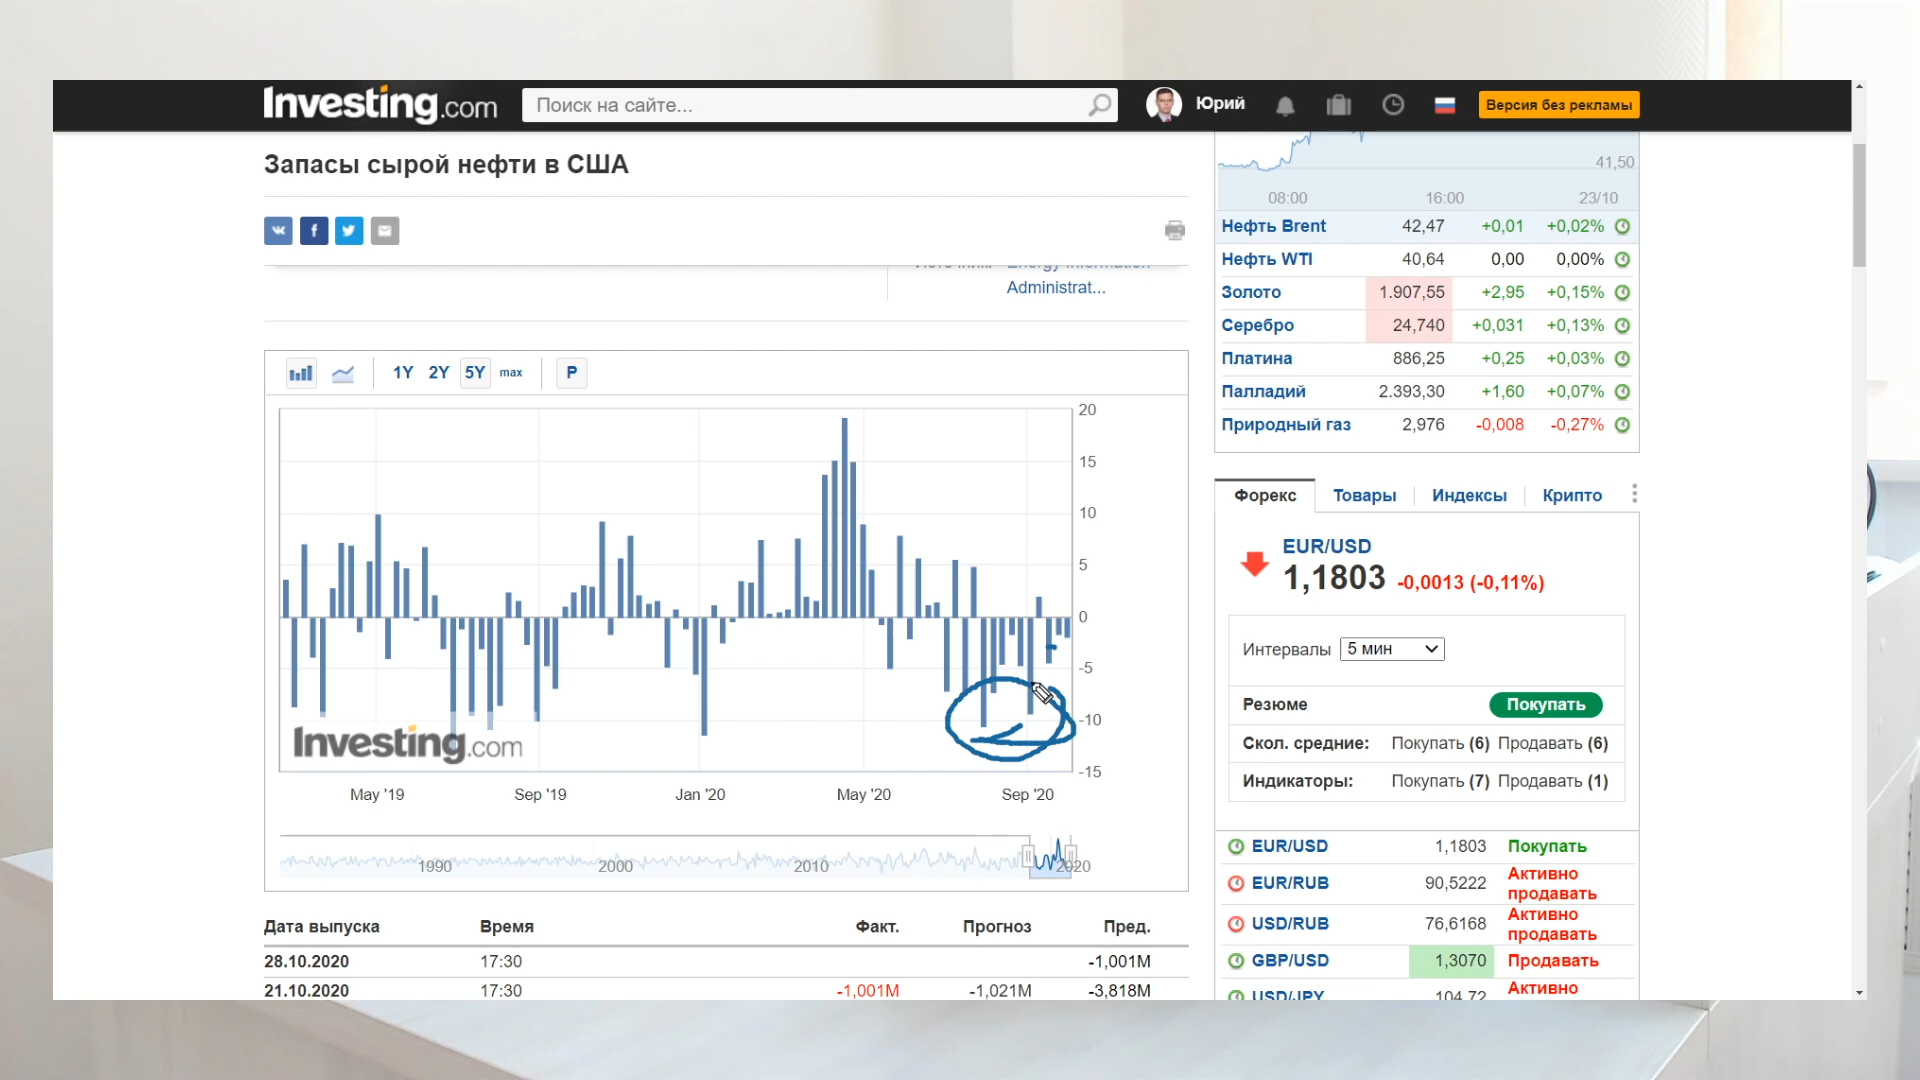 Investing.com
Поиск на сайте...
Юрий
Версия без рекламы
Запасы сырой нефти в США
Administrat...
1Y 2Y 5Y max P
20
15
10
5
0
-5
-10
-15
Investing.com
May '19 Sep '19 Jan '20 May '20 Sep '20
1990 2000 2010 2020
Дата выпуска Время Факт. Прогноз Пред.
28.10.2020 17:30 -1,001M
21.10.2020 17:30 -1,001M -1,021M -3,818M
41,50
08:00 16:00 23/10
Нефть Brent 42,47 +0,01 +0,02%
Нефть WTI 40,64 0,00 0,00%
Золото 1.907,55 +2,95 +0,15%
Серебро 24,740 +0,031 +0,13%
Платина 886,25 +0,25 +0,03%
Палладий 2.393,30 +1,60 +0,07%
Природный газ 2,976 -0,008 -0,27%
Форекс Товары Индексы Крипто
EUR/USD
1,1803 -0,0013 (-0,11%)
Интервалы 5 мин
Резюме Покупать
Скол. средние: Покупать (6) Продавать (6)
Индикаторы: Покупать (7) Продавать (1)
EUR/USD 1,1803 Покупать
EUR/RUB 90,5222 Активно продавать
USD/RUB 76,6168 Активно продавать
GBP/USD 1,3070 Продавать
USD/JPY 104,72 Активно